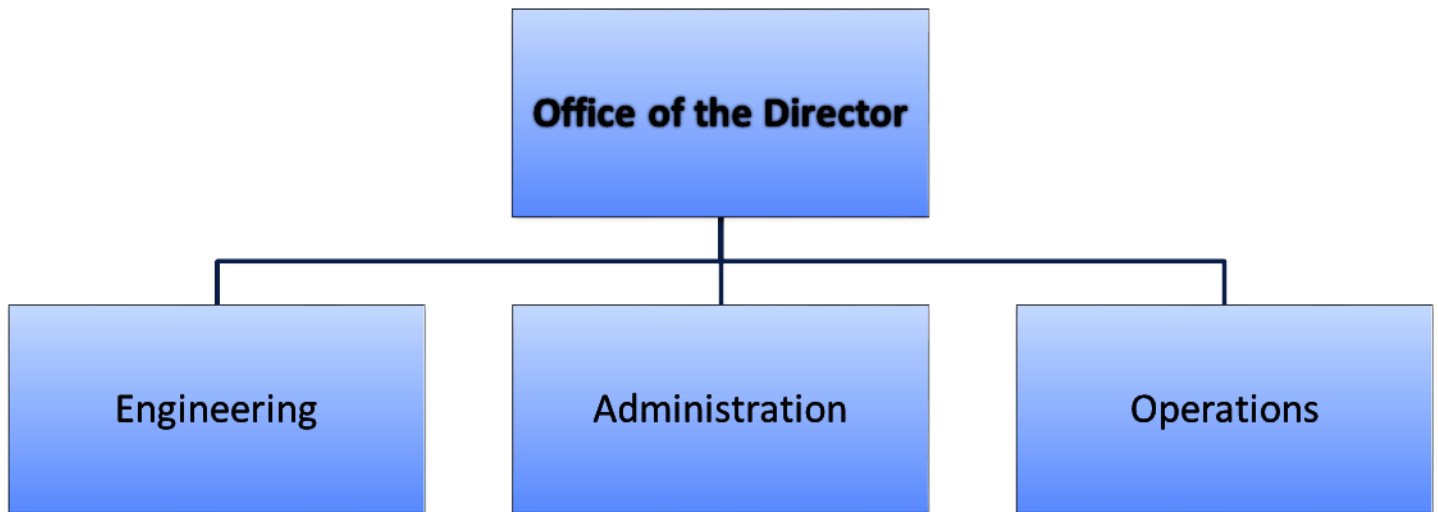 Office of the Director
Engineering
Administration
Operations